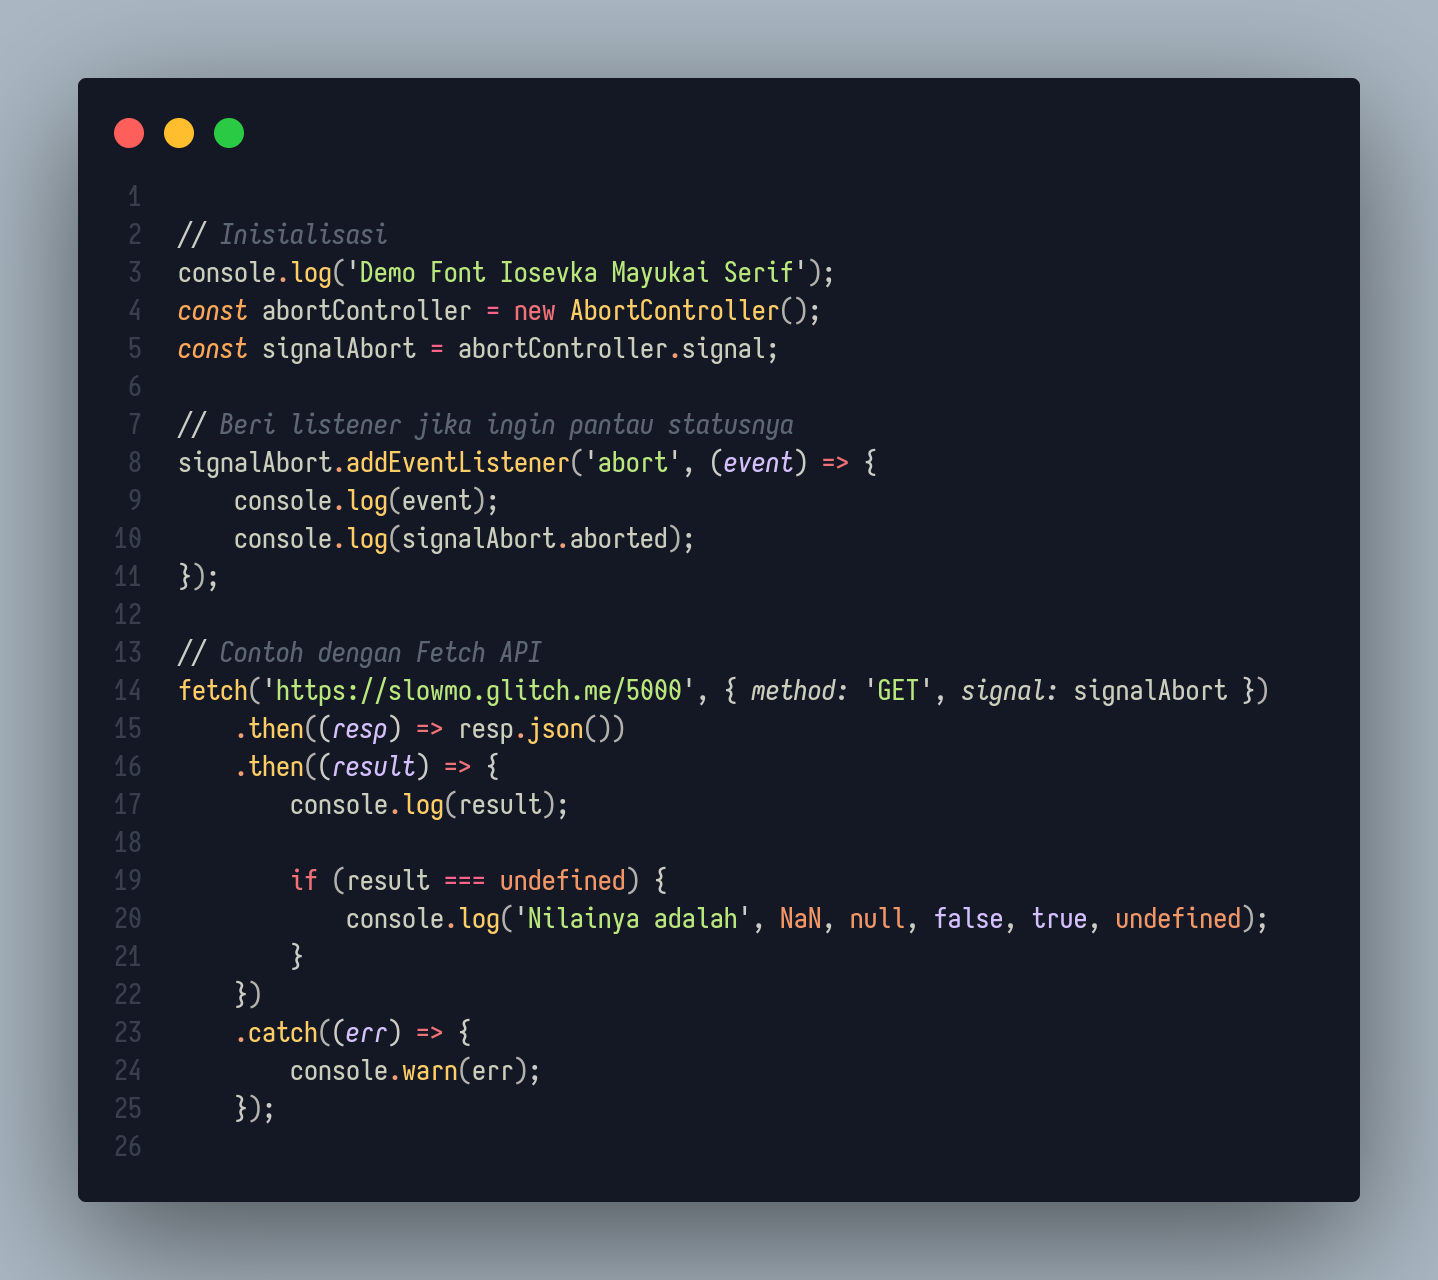 1
2 // Inisialisasi
3 console.log('Demo Font Iosevka Mayukai Serif');
4 const abortController = new AbortController();
5 const signalAbort = abortController.signal;
6
7 // Beri listener jika ingin pantau statusnya
8 signalAbort.addEventListener('abort', (event) => {
9     console.log(event);
10     console.log(signalAbort.aborted);
11 });
12
13 // Contoh dengan Fetch API
14 fetch('https://slowmo.glitch.me/5000', { method: 'GET', signal: signalAbort })
15     .then((resp) => resp.json())
16     .then((result) => {
17         console.log(result);
18
19         if (result === undefined) {
20             console.log('Nilainya adalah', NaN, null, false, true, undefined);
21         }
22     })
23     .catch((err) => {
24         console.warn(err);
25     });
26